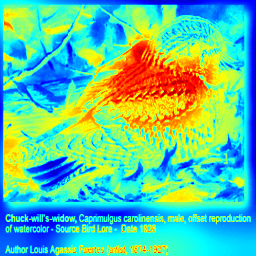 Chuck-will's-widow, Caprimulgus carolinensis, male, offset reproduction
of watercolor - Source Bird Lore - Date 1926
Author Louis Agassiz Fuertes (artist, 1874-1927)